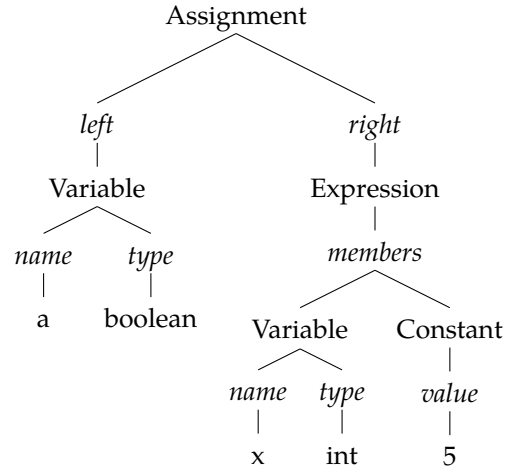 Assignment
left right
Variable Expression
name type members
a boolean Variable Constant
name type value
x int 5